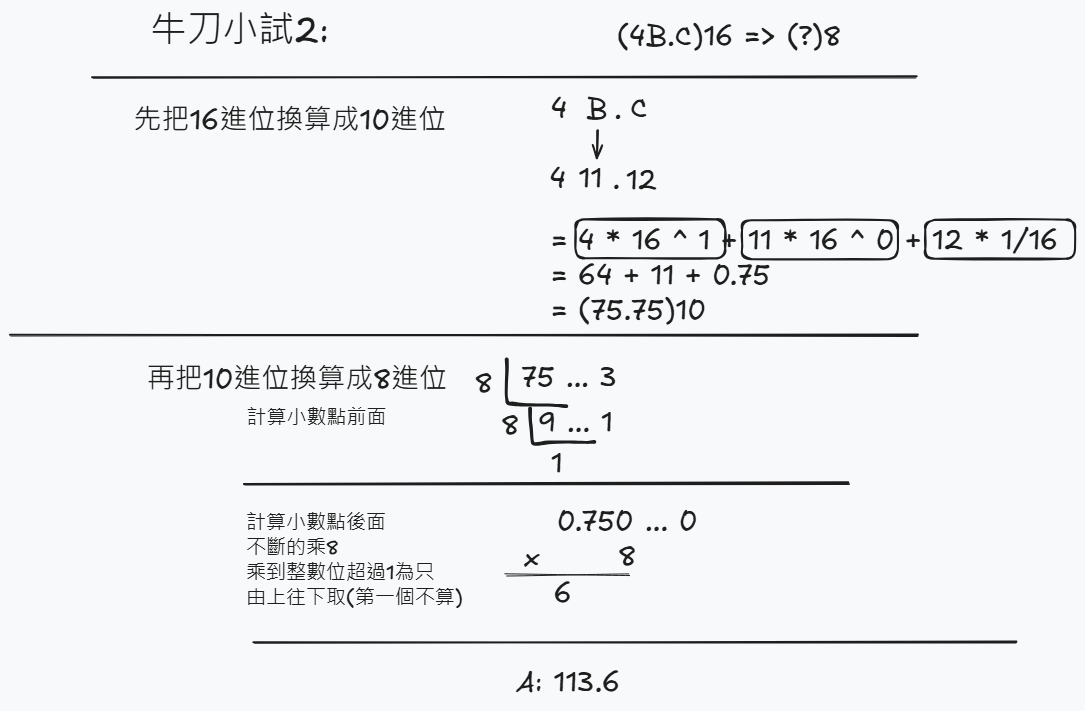 牛刀小試2:
(4B.C)16 => (?)8
先把16進位換算成10進位
4 B . C
4 11 . 12
= 4 * 16 ^ 1 + 11 * 16 ^ 0 + 12 * 1/16
= 64 + 11 + 0.75
= (75.75)10
再把10進位換算成8進位
計算小數點前面
8 75 ... 3
8 9 ... 1
1
計算小數點後面
不斷的乘8
乘到整數位超過1為只
由上往下取(第一個不算)
0.750 ... 0
x 8
6
A: 113.6